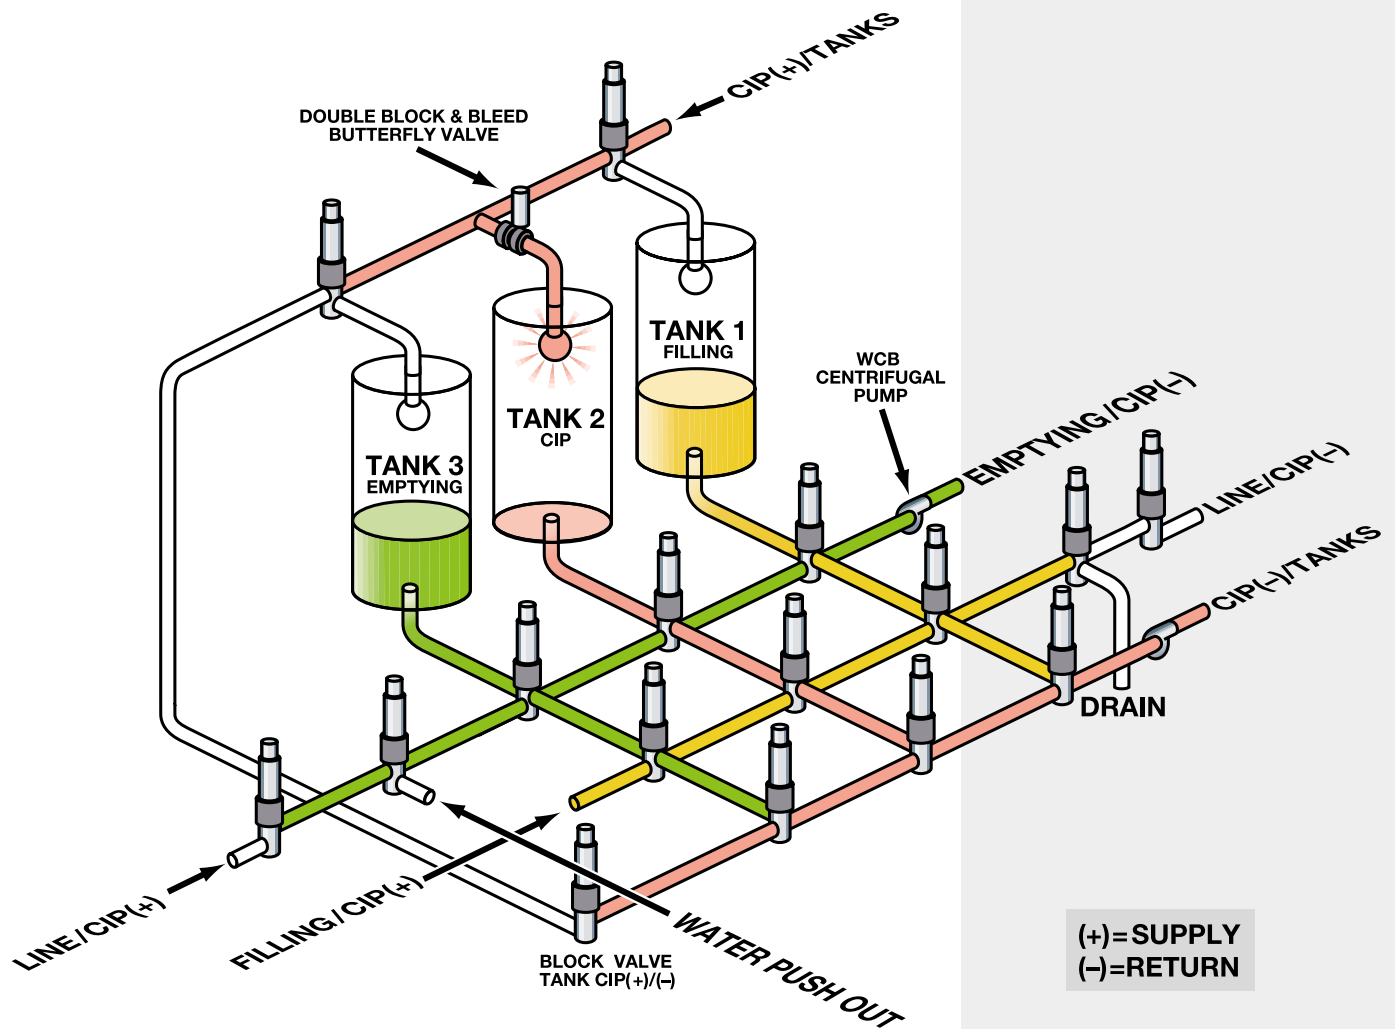 CIP(+)/TANKS
DOUBLE BLOCK & BLEED
BUTTERFLY VALVE
TANK 1
FILLING
WCB
CENTRIFUGAL
PUMP
TANK 2
CIP
TANK 3
EMPTYING
EMPTYING/CIP(–)
LINE/CIP(–)
CIP(–)/TANKS
DRAIN
LINE/CIP(+)
FILLING/CIP(+)
WATER PUSH OUT
BLOCK VALVE
TANK CIP(+)/(–)
(+)=SUPPLY
(–)=RETURN